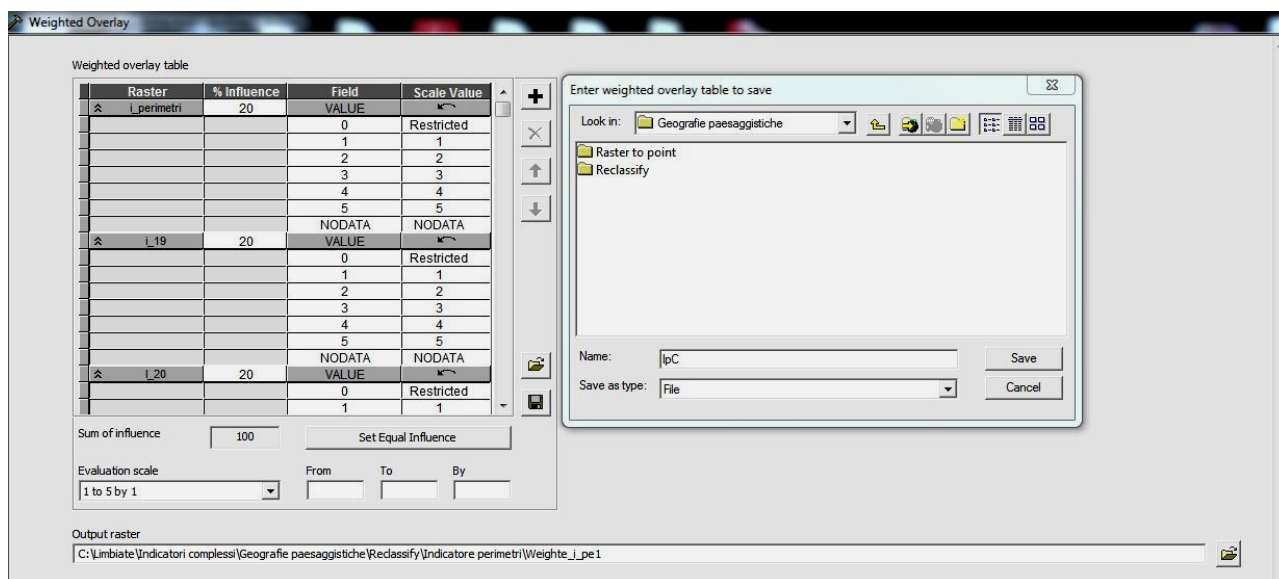 Weighted Overlay
Weighted overlay table
Raster % Influence Field Scale Value
i_perimetri 20 VALUE
0 Restricted
1 1
2 2
3 3
4 4
5 5
NODATA NODATA
i_19 20 VALUE
0 Restricted
1 1
2 2
3 3
4 4
5 5
NODATA NODATA
I_20 20 VALUE
0 Restricted
1 1
Sum of influence 100 Set Equal Influence
Evaluation scale From To By
1 to 5 by 1
Output raster
C:\Limbiate\Indicatori complessi\Geografie paesaggistiche\Reclassify\Indicatore perimetri\Weighte_i_pe1
Enter weighted overlay table to save
Look in: Geografie paesaggistiche
Raster to point
Reclassify
Name: IpC Save
Save as type: File Cancel